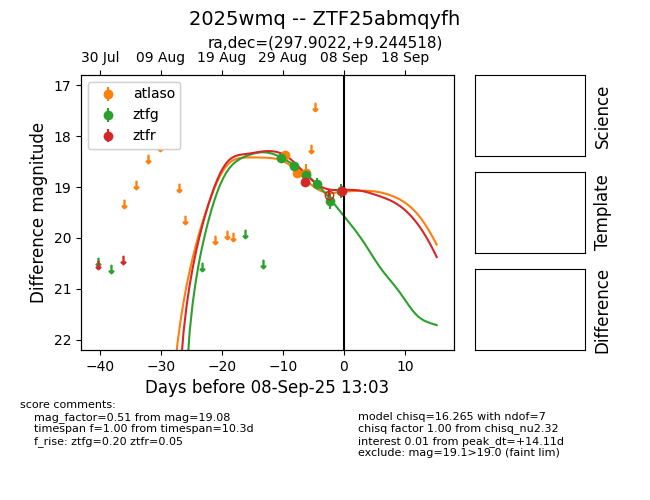 2025wmq -- ZTF25abmqyfh
ra,dec=(297.9022,+9.244518)
30 Jul 09 Aug 19 Aug 29 Aug 08 Sep 18 Sep
atlaso
ztfg
ztfr
17
18
19
20
21
22
Difference magnitude
−40 −30 −20 −10 0 10
Days before 08-Sep-25 13:03
Science
Template
Difference
score comments:
mag_factor=0.51 from mag=19.08
timespan f=1.00 from timespan=10.3d
f_rise: ztfg=0.20 ztfr=0.05
model chisq=16.265 with ndof=7
chisq factor 1.00 from chisq_nu2.32
interest 0.01 from peak_dt=+14.11d
exclude: mag=19.1>19.0 (faint lim)